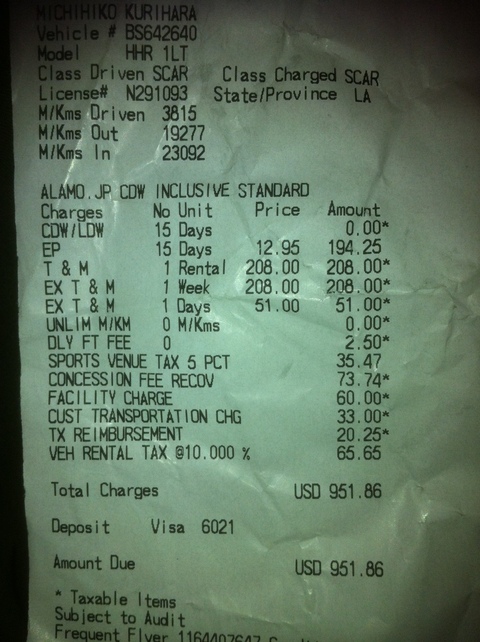 MICHIHIKO KURIHARA
Vehicle # BS642640
Model HHR 1LT
Class Driven SCAR Class Charged SCAR
License# N291093 State/Province LA
M/Kms Driven 3815
M/Kms Out 19277
M/Kms In 23092
ALAMO.JP CDW INCLUSIVE STANDARD
Charges No Unit Price Amount
CDW/LDW 15 Days 0.00*
EP 15 Days 12.95 194.25
T & M 1 Rental 208.00 208.00*
EX T & M 1 Week 208.00 208.00*
EX T & M 1 Days 51.00 51.00*
UNLIM M/KM 0 M/Kms 0.00*
DLY FT FEE 0 2.50*
SPORTS VENUE TAX 5 PCT 35.47
CONCESSION FEE RECOV 73.74*
FACILITY CHARGE 60.00*
CUST TRANSPORTATION CHG 33.00*
TX REIMBURSEMENT 20.25*
VEH RENTAL TAX @10.000 % 65.65
Total Charges USD 951.86
Deposit Visa 6021
Amount Due USD 951.86
* Taxable Items
Subject to Audit
Frequent Flyer 1164407647